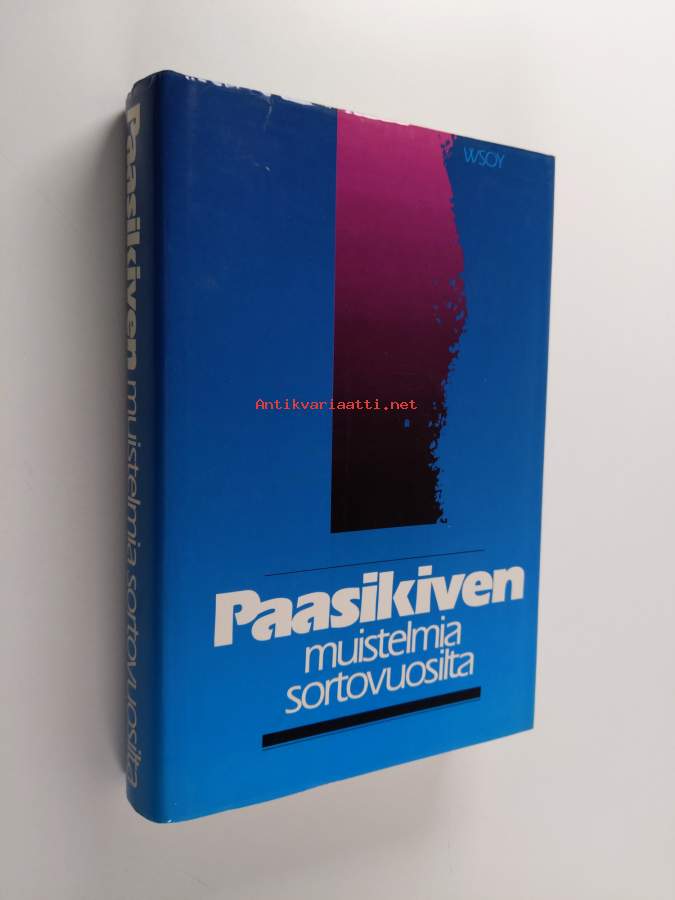 WSOY
Antikvariaatti.net
Paasikiven
muistelmia
sortovuosilta
Paasikiven muistelmia sortovuosilta